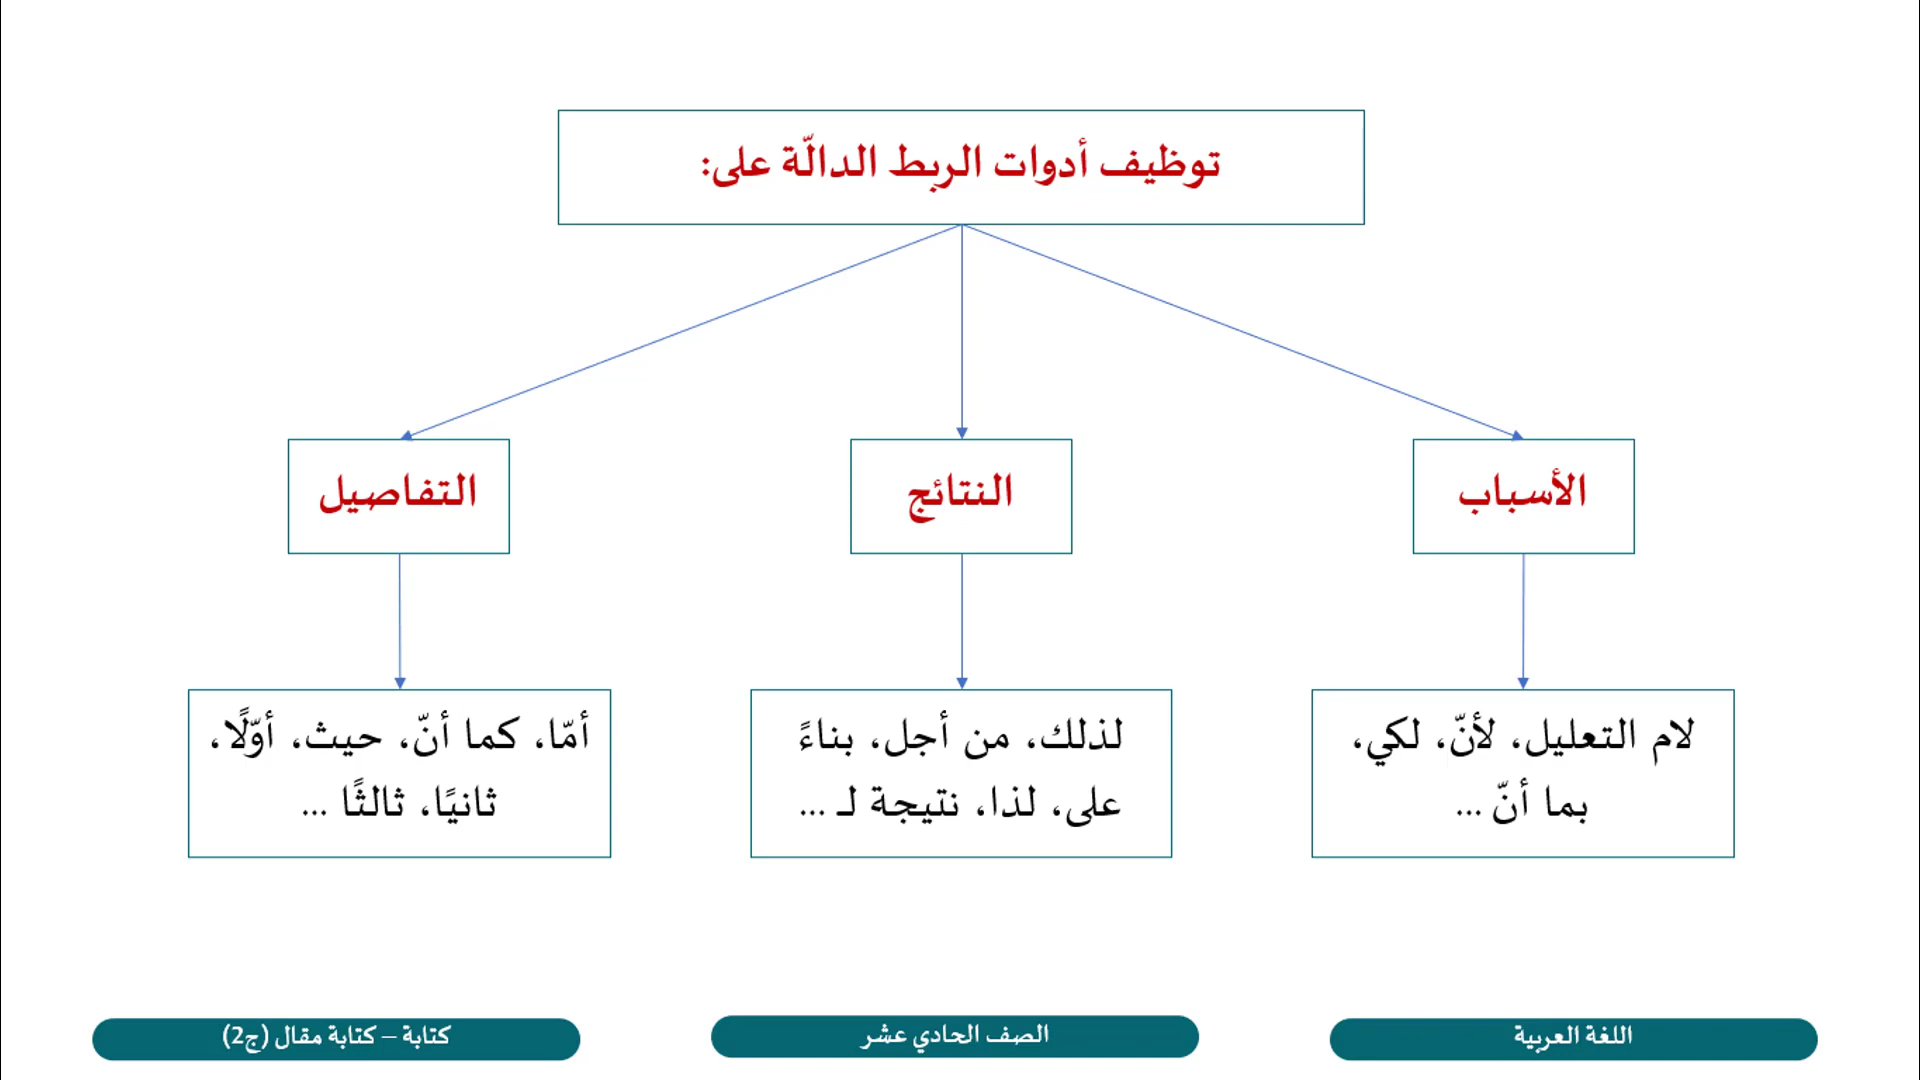 توظيف أدوات الربط الدالّة على:
الأسباب
النتائج
التفاصيل
لام التعليل، لأنّ، لكي،
بما أنّ ...
لذلك، من أجل، بناءً
على، لذا، نتيجة لـ ...
أمّا، كما أنّ، حيث، أوّلًا،
ثانيًا، ثالثًا ...
اللغة العربية
الصف الحادي عشر
كتابة – كتابة مقال (ج2)